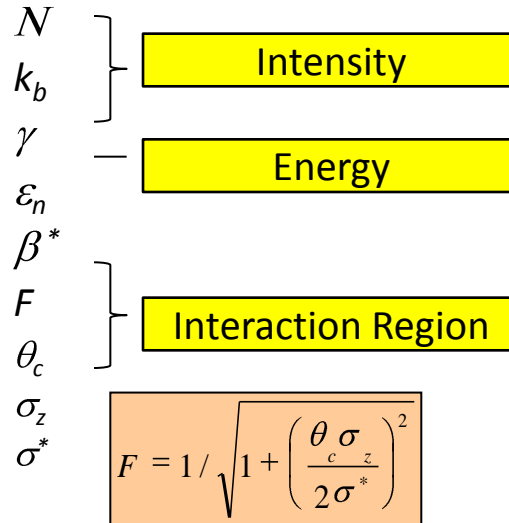 N
k_b
Intensity
γ
Energy
ε_n
β*
F
Interaction Region
θ_c
σ_z
σ*
F = 1 / √(1 + (θ_c σ_z / 2σ*)²)